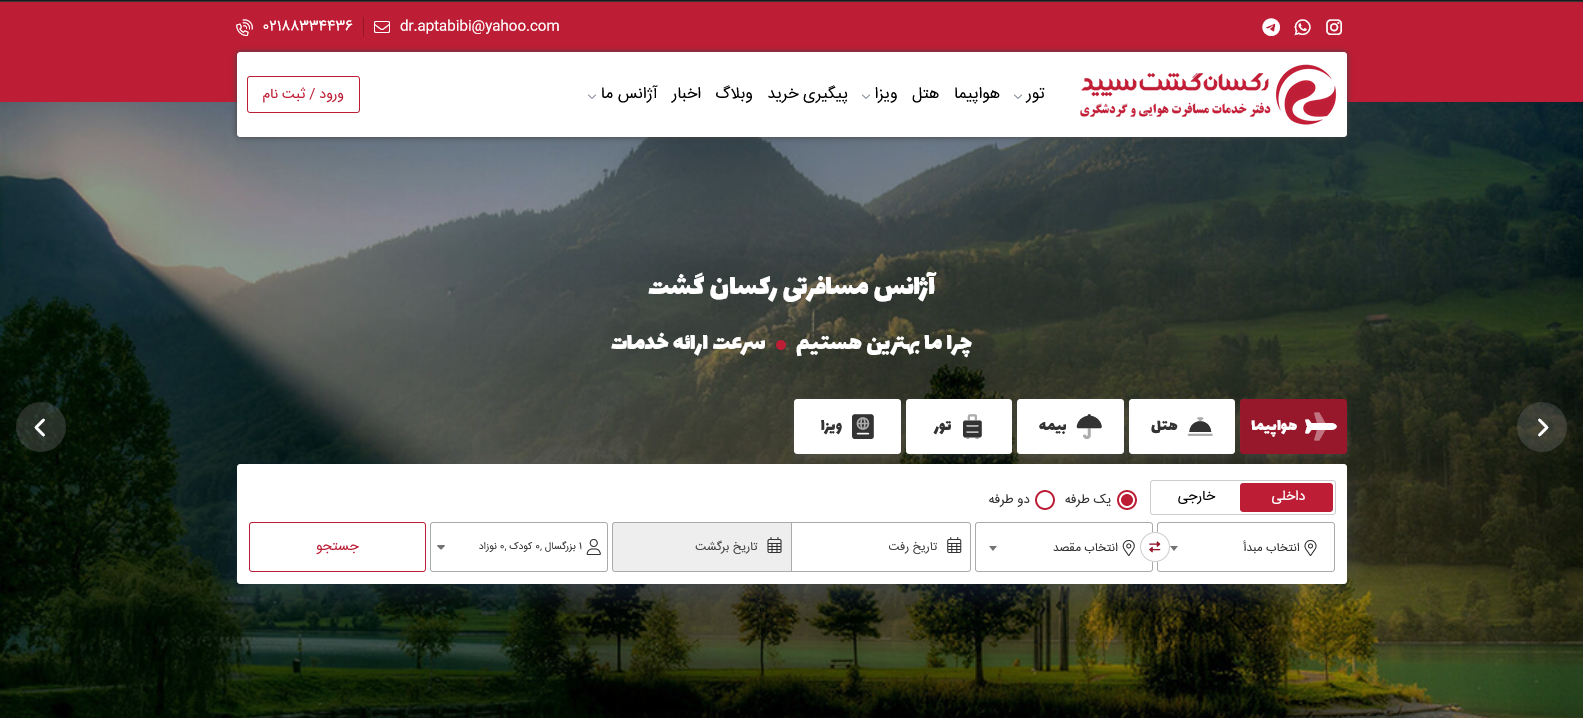 ۰۲۱۸۸۳۳۴۴۳۶
dr.aptabibi@yahoo.com
رکسان گشت سپید
دفتر خدمات مسافرت هوایی و گردشگری
تور هواپیما هتل ویزا پیگیری خرید وبلاگ اخبار آژانس ما
ورود / ثبت نام
آژانس مسافرتی رکسان گشت
چرا ما بهترین هستیم • سرعت ارائه خدمات
هواپیما هتل بیمه تور ویزا
داخلی خارجی یک طرفه دو طرفه
انتخاب مبدأ انتخاب مقصد تاریخ رفت تاریخ برگشت ۱ بزرگسال ,۰ کودک ,۰ نوزاد جستجو